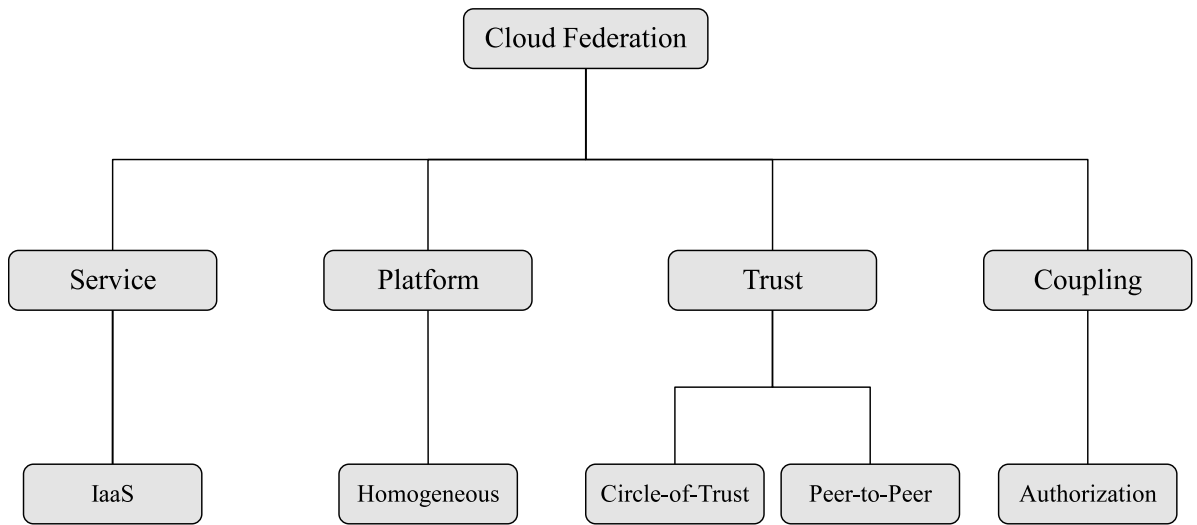 Cloud Federation
Service
Platform
Trust
Coupling
IaaS
Homogeneous
Circle-of-Trust
Peer-to-Peer
Authorization